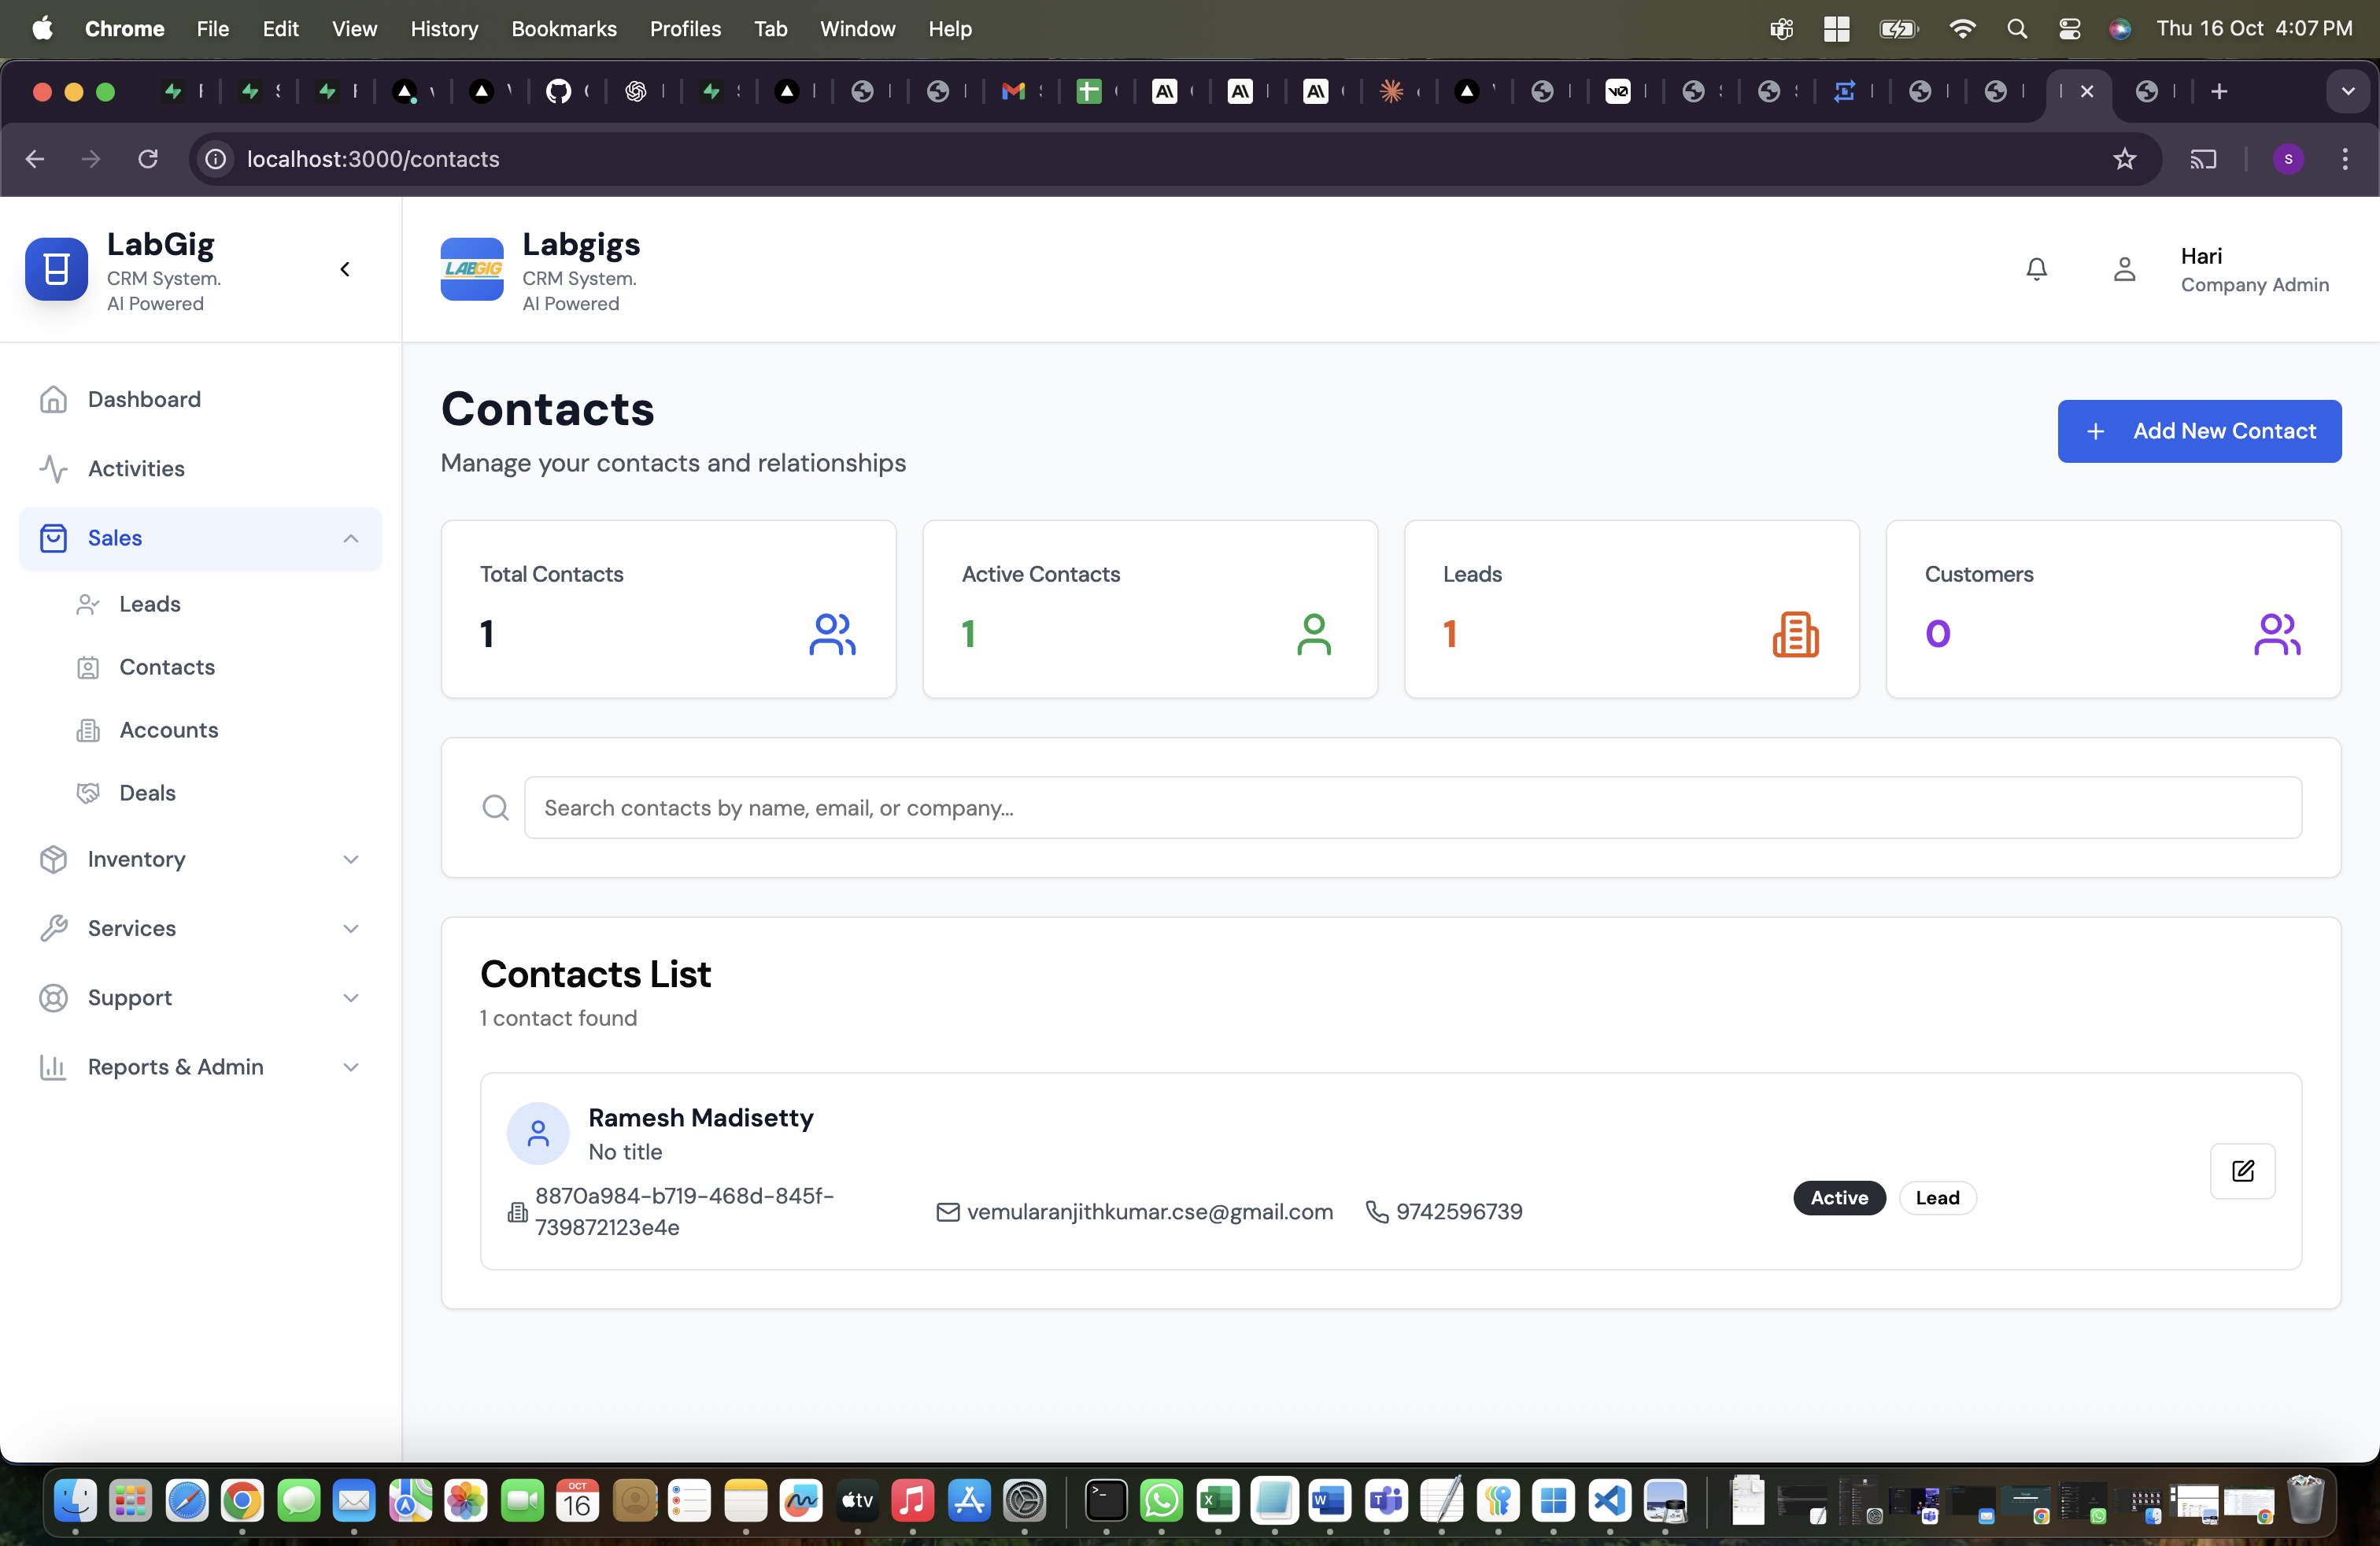 Chrome File Edit View History Bookmarks Profiles Tab Window Help Thu 16 Oct 4:07 PM
localhost:3000/contacts
S
LabGig
CRM System.
AI Powered
LABGIG
Labgigs
CRM System.
AI Powered
Hari
Company Admin
Dashboard
Activities
Sales
Leads
Contacts
Accounts
Deals
Inventory
Services
Support
Reports & Admin
Contacts
Manage your contacts and relationships
+ Add New Contact
Total Contacts
1
Active Contacts
1
Leads
1
Customers
0
Search contacts by name, email, or company...
Contacts List
1 contact found
Ramesh Madisetty
No title
8870a984-b719-468d-845f-
739872123e4e
vemularanjithkumar.cse@gmail.com
9742596739
Active
Lead
OCT
16
tv